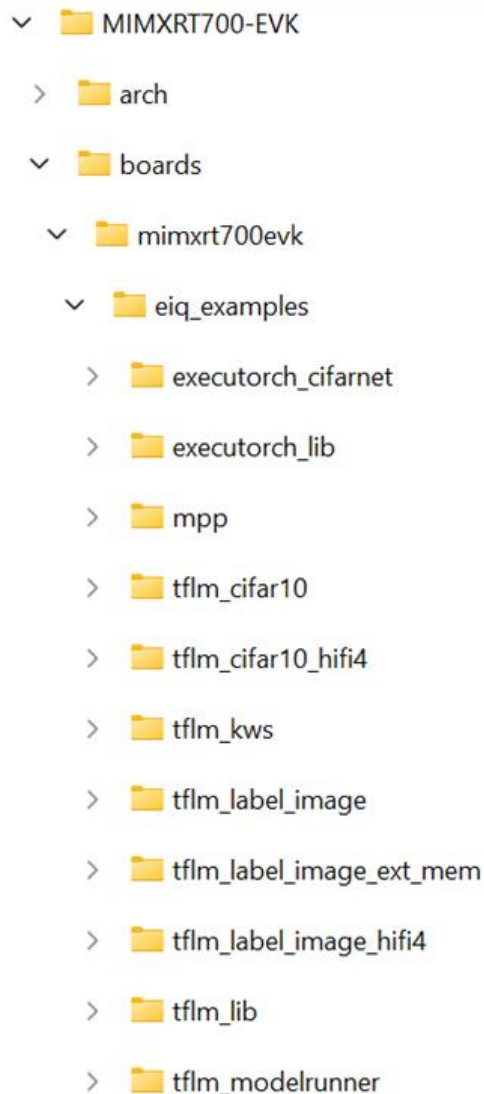 MIMXRT700-EVK
arch
boards
mimxrt700evk
eiq_examples
executorch_cifarnet
executorch_lib
mpp
tflm_cifar10
tflm_cifar10_hifi4
tflm_kws
tflm_label_image
tflm_label_image_ext_mem
tflm_label_image_hifi4
tflm_lib
tflm_modelrunner